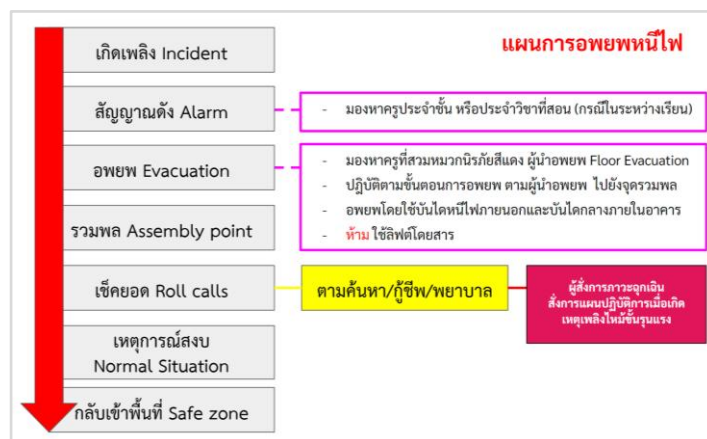 แผนการอพยพหนีไฟ
เกิดเพลิง Incident
สัญญาณดัง Alarm
- มองหาครูประจำชั้น หรือประจำวิชาที่สอน (กรณีในระหว่างเรียน)
อพยพ Evacuation
- มองหาครูที่สวมหมวกนิรภัยสีแดง ผู้นำอพยพ Floor Evacuation
- ปฏิบัติตามขั้นตอนการอพยพ ตามผู้นำอพยพ ไปยังจุดรวมพล
- อพยพโดยใช้บันไดหนีไฟภายนอกและบันไดกลางภายในอาคาร
- ห้าม ใช้ลิฟต์โดยสาร
รวมพล Assembly point
เช็คยอด Roll calls
ตามค้นหา/กู้ชีพ/พยาบาล
ผู้สั่งการภาวะฉุกเฉิน
สั่งการแผนปฏิบัติการเมื่อเกิด
เหตุเพลิงไหม้ขั้นรุนแรง
เหตุการณ์สงบ
Normal Situation
กลับเข้าพื้นที่ Safe zone